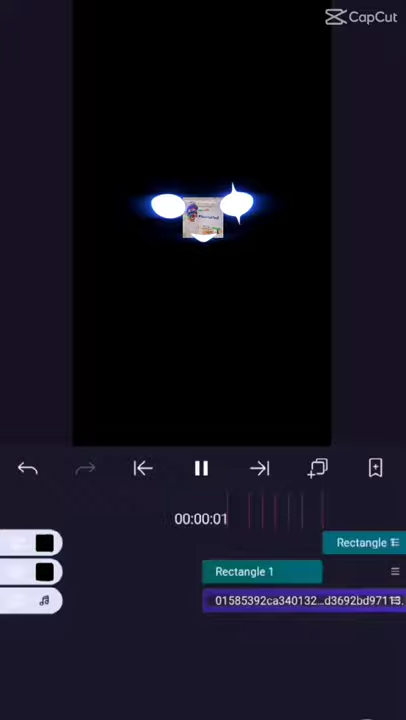 CapCut
00:00:01
Rectangle
Rectangle 1
01585392ca340132...d3692bd97113.